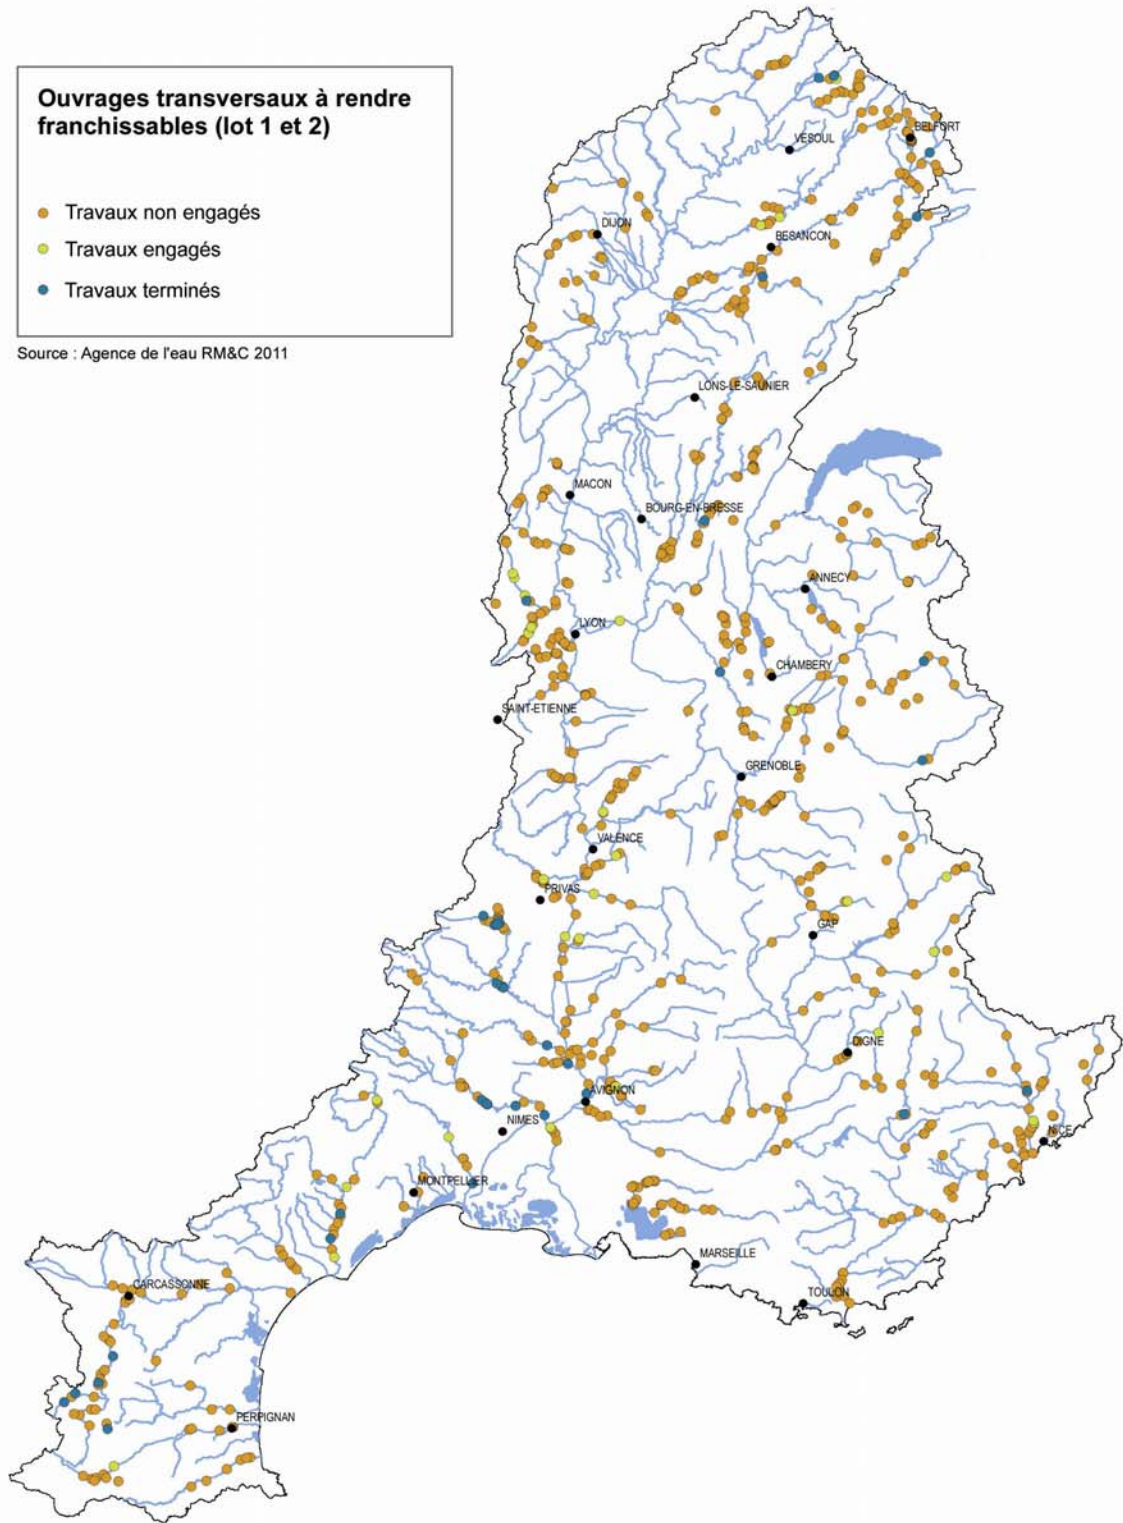 Ouvrages transversaux à rendre
franchissables (lot 1 et 2)
Travaux non engagés
Travaux engagés
Travaux terminés
Source : Agence de l'eau RM&C 2011
BELFORT
VESOUL
DIJON
BESANCON
LONS-LE-SAUNIER
MACON
BOURG-EN-BRESSE
ANNECY
LYON
CHAMBERY
SAINT-ETIENNE
GRENOBLE
VALENCE
PRIVAS
GAP
DIGNE
AVIGNON
NIMES
NICE
MONTPELLIER
MARSEILLE
CARCASSONNE
TOULON
PERPIGNAN